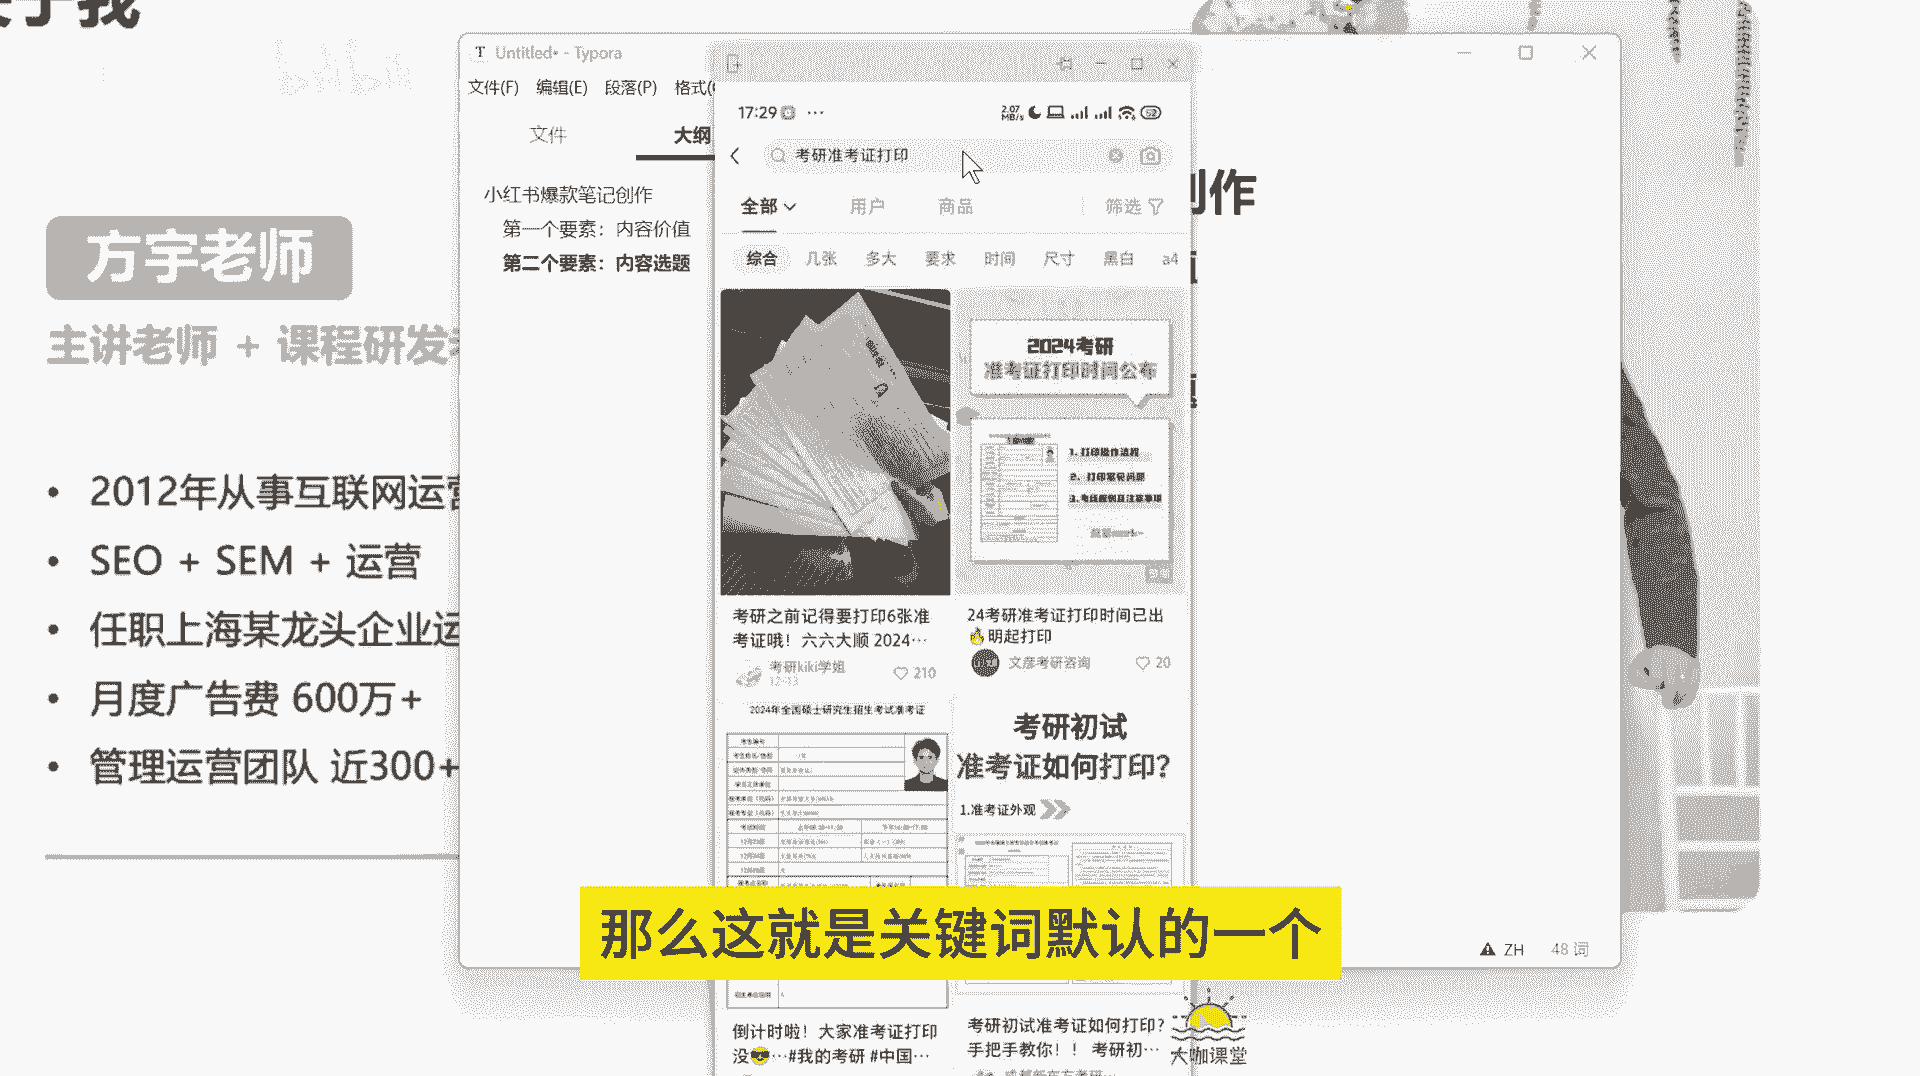 于我
bilibili
方宇老师
主讲老师 + 课程研发老
• 2012年从事互联网运营
• SEO + SEM + 运营
• 任职上海某龙头企业运
• 月度广告费 600万+
• 管理运营团队 近300+
Untitled• - Typora
文件(F) 编辑(E) 段落(P) 格式(
文件 大纲
小红书爆款笔记创作
第一个要素：内容价值
第二个要素：内容选题
创作
17:29 ···
2.07 MB/s 52
考研准考证打印
全部 用户 商品 筛选
综合 几张 多大 要求 时间 尺寸 黑白 a4
2024考研
准考证打印时间公布
1. 打印操作流程
2. 打印常见问题
考研之前记得要打印6张准
考证哦！六六大顺 2024…
考研kiki学姐
12-13
210
24考研准考证打印时间已出
🔥明起打印
文彦考研咨询 20
2024年全国硕士研究生招生考试准考证
考研初试
准考证如何打印？
1.准考证外观
倒计时啦！大家准考证打印
没😎…#我的考研 #中国…
考研初试准考证如何打印？
手把手教你！！ 考研初…
那么这就是关键词默认的一个
ZH 48 词
大咖课堂